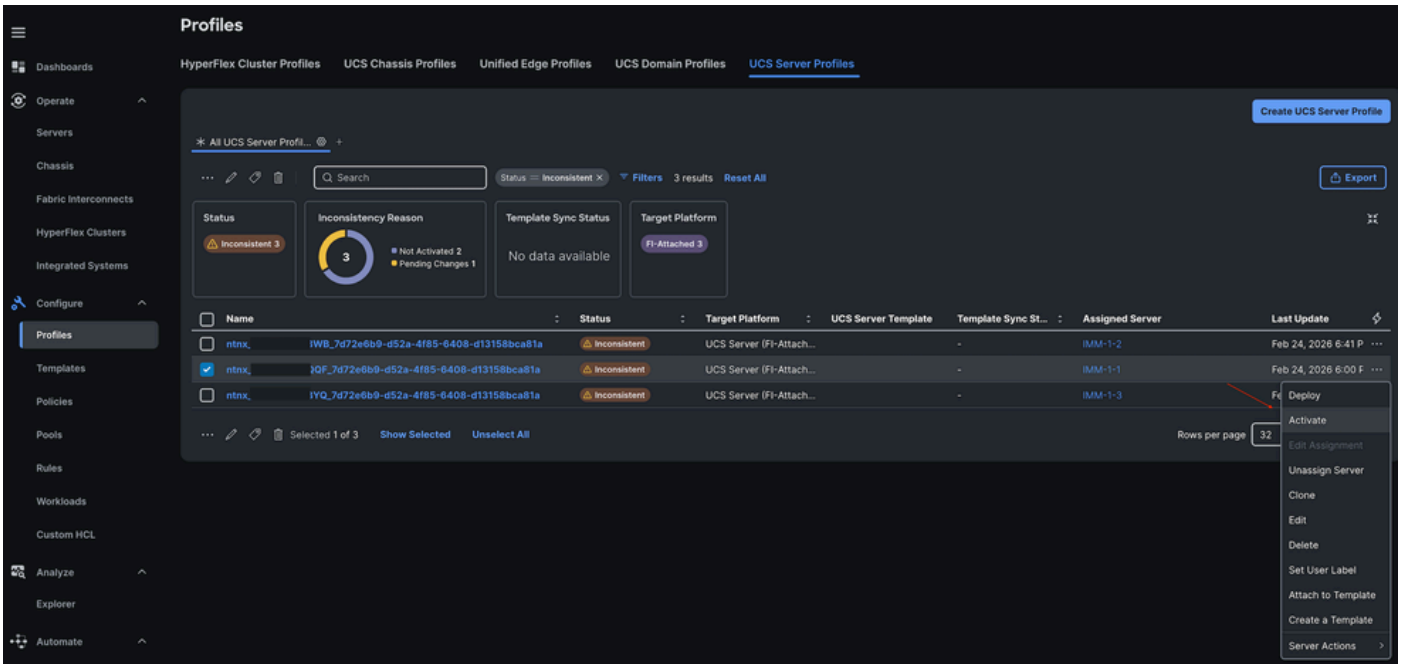 Profiles
HyperFlex Cluster Profiles UCS Chassis Profiles Unified Edge Profiles UCS Domain Profiles UCS Server Profiles
Dashboards
Operate
Servers
Chassis
Fabric Interconnects
HyperFlex Clusters
Integrated Systems
Configure
Profiles
Templates
Policies
Pools
Rules
Workloads
Custom HCL
Analyze
Explorer
Automate
Create UCS Server Profile
All UCS Server Profil... +
Search Status = Inconsistent × Filters 3 results Reset All Export
Status
Inconsistent 3
Inconsistency Reason
3
Not Activated 2
Pending Changes 1
Template Sync Status
No data available
Target Platform
FI-Attached 3
Name Status Target Platform UCS Server Template Template Sync St... Assigned Server Last Update
ntnx_ IWB_7d72e6b9-d52a-4f85-6408-d13158bca81a Inconsistent UCS Server (FI-Attach... - IMM-1-2 Feb 24, 2026 6:41 P ...
ntnx_ QF_7d72e6b9-d52a-4f85-6408-d13158bca81a Inconsistent UCS Server (FI-Attach... - IMM-1-1 Feb 24, 2026 6:00 F ...
ntnx_ IYQ_7d72e6b9-d52a-4f85-6408-d13158bca81a Inconsistent UCS Server (FI-Attach... - IMM-1-3 Fe
... Selected 1 of 3 Show Selected Unselect All Rows per page 32
Deploy
Activate
Edit Assignment
Unassign Server
Clone
Edit
Delete
Set User Label
Attach to Template
Create a Template
Server Actions >